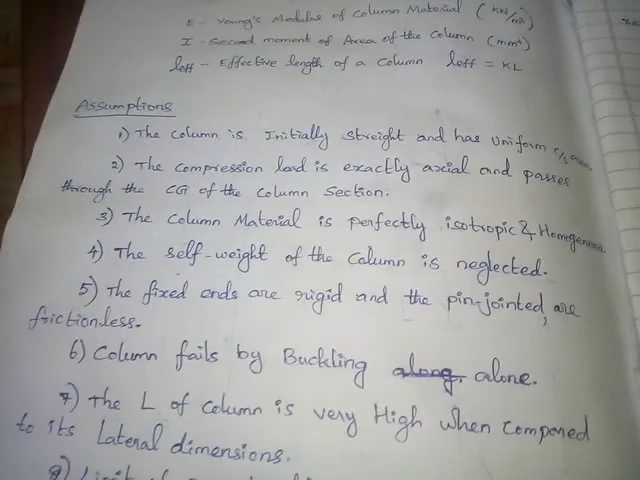 E - Young's Modulus of Column Material (KN/m²)
I - Second moment of Area of the Column (mm⁴)
leff - Effective length of a Column leff = KL
Assumptions
1) The column is Initially streight and has Uniform c/s
2) The compression load is exactly axial and passes
through the CG of the Column Section.
3) The Column Material is perfectly isotropic & Homogeneous
4) The self-weight of the Column is neglected.
5) The fixed ends are rigid and the pin-jointed, are
frictionless.
6) Column fails by Buckling along alone.
7) The L of column is very High when compared
to its Lateral dimensions.
8) Limit of